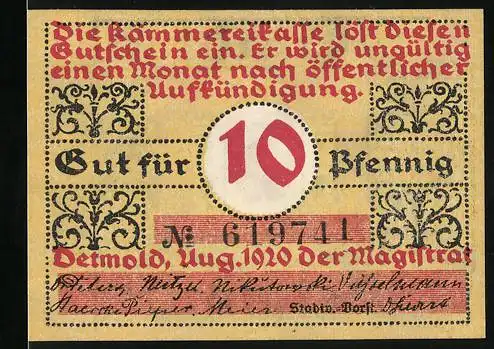 Die Kämmereikasse löst diesen
Gutschein ein. Er wird ungültig
einen Monat nach öffentlicher
Aufkündigung.
Gut für 10 Pfennig
№ 619741
Detmold, Aug. 1920 der Magistrat
Meier Stadtv.-Vorst.